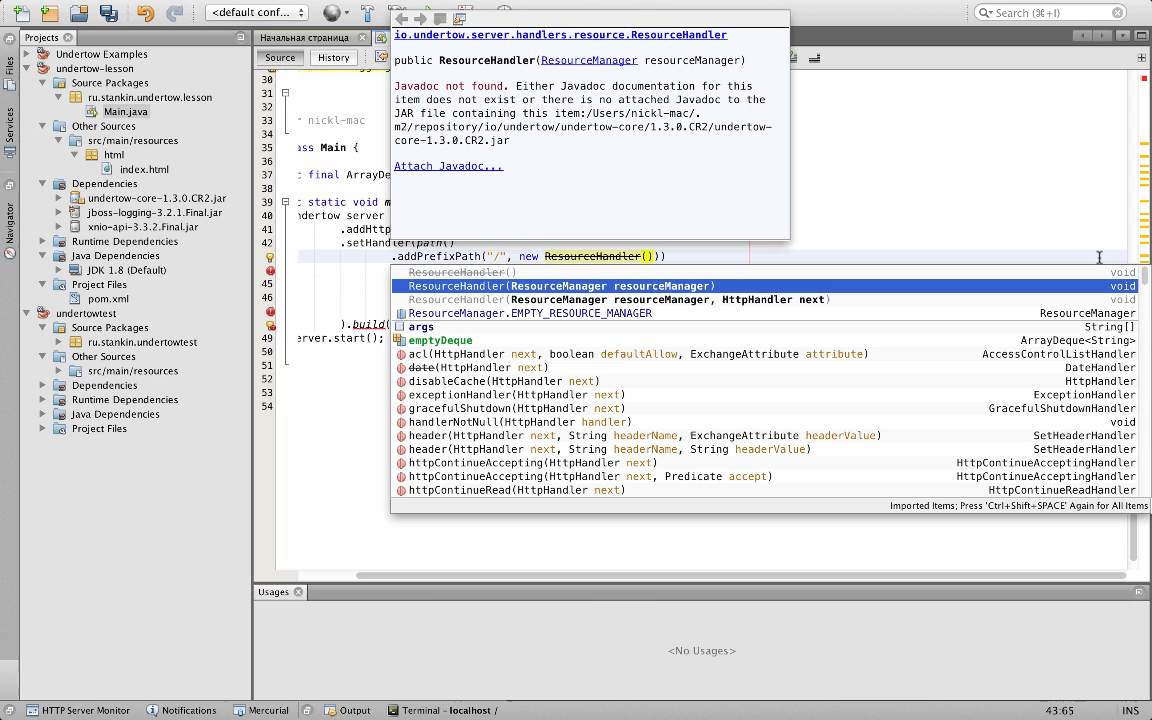 <default conf...
Search (⌘+I)
Projects
Files
Services
Navigator
Undertow Examples
undertow-lesson
Source Packages
ru.stankin.undertow.lesson
Main.java
Other Sources
src/main/resources
html
index.html
Dependencies
undertow-core-1.3.0.CR2.jar
jboss-logging-3.2.1.Final.jar
xnio-api-3.3.2.Final.jar
Runtime Dependencies
Java Dependencies
JDK 1.8 (Default)
Project Files
pom.xml
undertowtest
Source Packages
ru.stankin.undertowtest
Other Sources
src/main/resources
Dependencies
Runtime Dependencies
Java Dependencies
Project Files
Начальная страница
Source
History
io.undertow.server.handlers.resource.ResourceHandler
public ResourceHandler(ResourceManager resourceManager)
Javadoc not found. Either Javadoc documentation for this
item does not exist or there is no attached Javadoc to the
JAR file containing this item:/Users/nickl-mac/.
m2/repository/io/undertow/undertow-core/1.3.0.CR2/undertow-
core-1.3.0.CR2.jar
Attach Javadoc...
30
31
32
33 nickl-mac
34
35 ass Main {
36
37 c final ArrayDe
38
39 c static void m
40 ndertow server
41 .addHttp
42 .setHandler(path()
.addPrefixPath("/", new ResourceHandler()))
45
46
).build(
49 erver.start();
50
51
52
53
54
ResourceHandler() void
ResourceHandler(ResourceManager resourceManager) void
ResourceHandler(ResourceManager resourceManager, HttpHandler next) void
ResourceManager.EMPTY_RESOURCE_MANAGER ResourceManager
args String[]
emptyDeque ArrayDeque<String>
acl(HttpHandler next, boolean defaultAllow, ExchangeAttribute attribute) AccessControlListHandler
date(HttpHandler next) DateHandler
disableCache(HttpHandler next) HttpHandler
exceptionHandler(HttpHandler next) ExceptionHandler
gracefulShutdown(HttpHandler next) GracefulShutdownHandler
handlerNotNull(HttpHandler handler) void
header(HttpHandler next, String headerName, ExchangeAttribute headerValue) SetHeaderHandler
header(HttpHandler next, String headerName, String headerValue) SetHeaderHandler
httpContinueAccepting(HttpHandler next) HttpContinueAcceptingHandler
httpContinueAccepting(HttpHandler next, Predicate accept) HttpContinueAcceptingHandler
httpContinueRead(HttpHandler next) HttpContinueReadHandler
Imported Items; Press 'Ctrl+Shift+SPACE' Again for All Items
Usages
<No Usages>
HTTP Server Monitor
Notifications
Mercurial
Output
Terminal - localhost /
43:65
INS